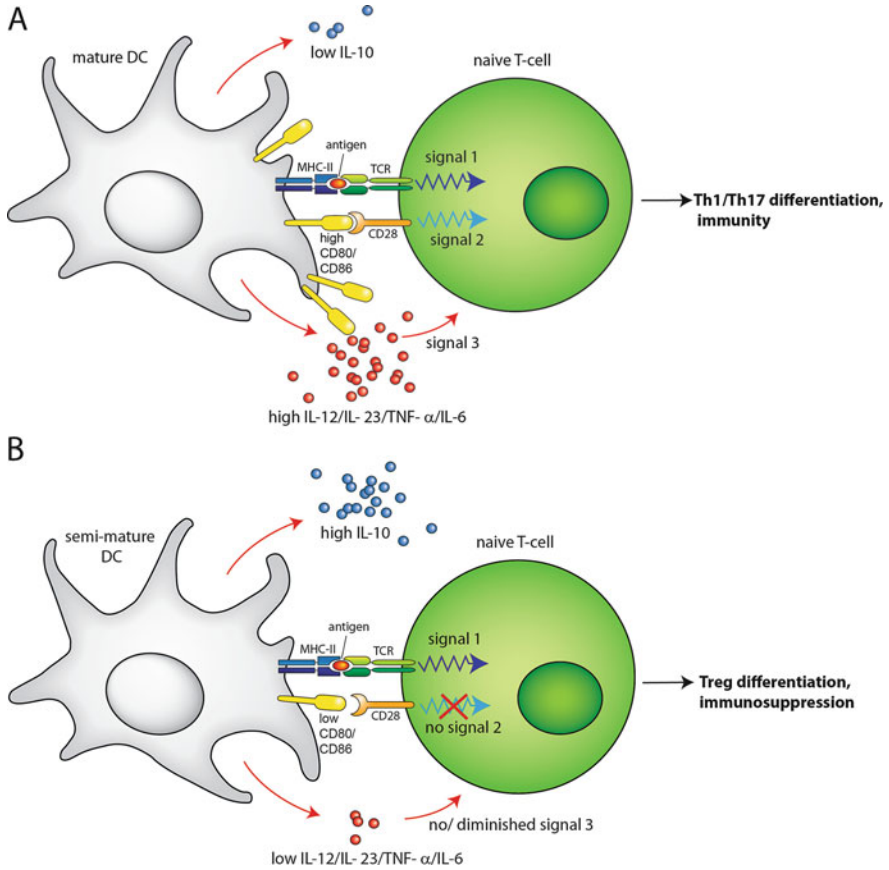 A
mature DC
low IL-10
naive T-cell
antigen
MHC-II
TCR
signal 1
high
CD80/
CD86
CD28
signal 2
Th1/Th17 differentiation,
immunity
signal 3
high IL-12/IL- 23/TNF- α/IL-6
B
semi-mature
DC
high IL-10
naive T-cell
antigen
MHC-II
TCR
signal 1
low
CD80/
CD86
CD28
no signal 2
Treg differentiation,
immunosuppression
no/ diminished signal 3
low IL-12/IL- 23/TNF- α/IL-6